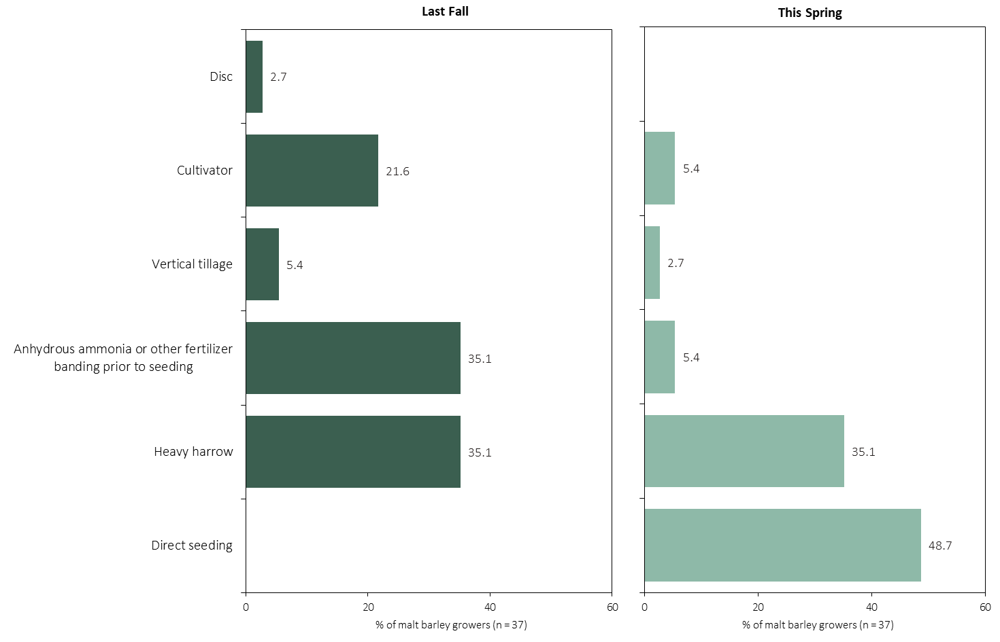 Last Fall
This Spring
Disc
2.7
Cultivator
21.6
5.4
Vertical tillage
5.4
2.7
Anhydrous ammonia or other fertilizer
banding prior to seeding
35.1
5.4
Heavy harrow
35.1
35.1
Direct seeding
48.7
0 20 40 60
0 20 40 60
% of malt barley growers (n = 37)
% of malt barley growers (n = 37)